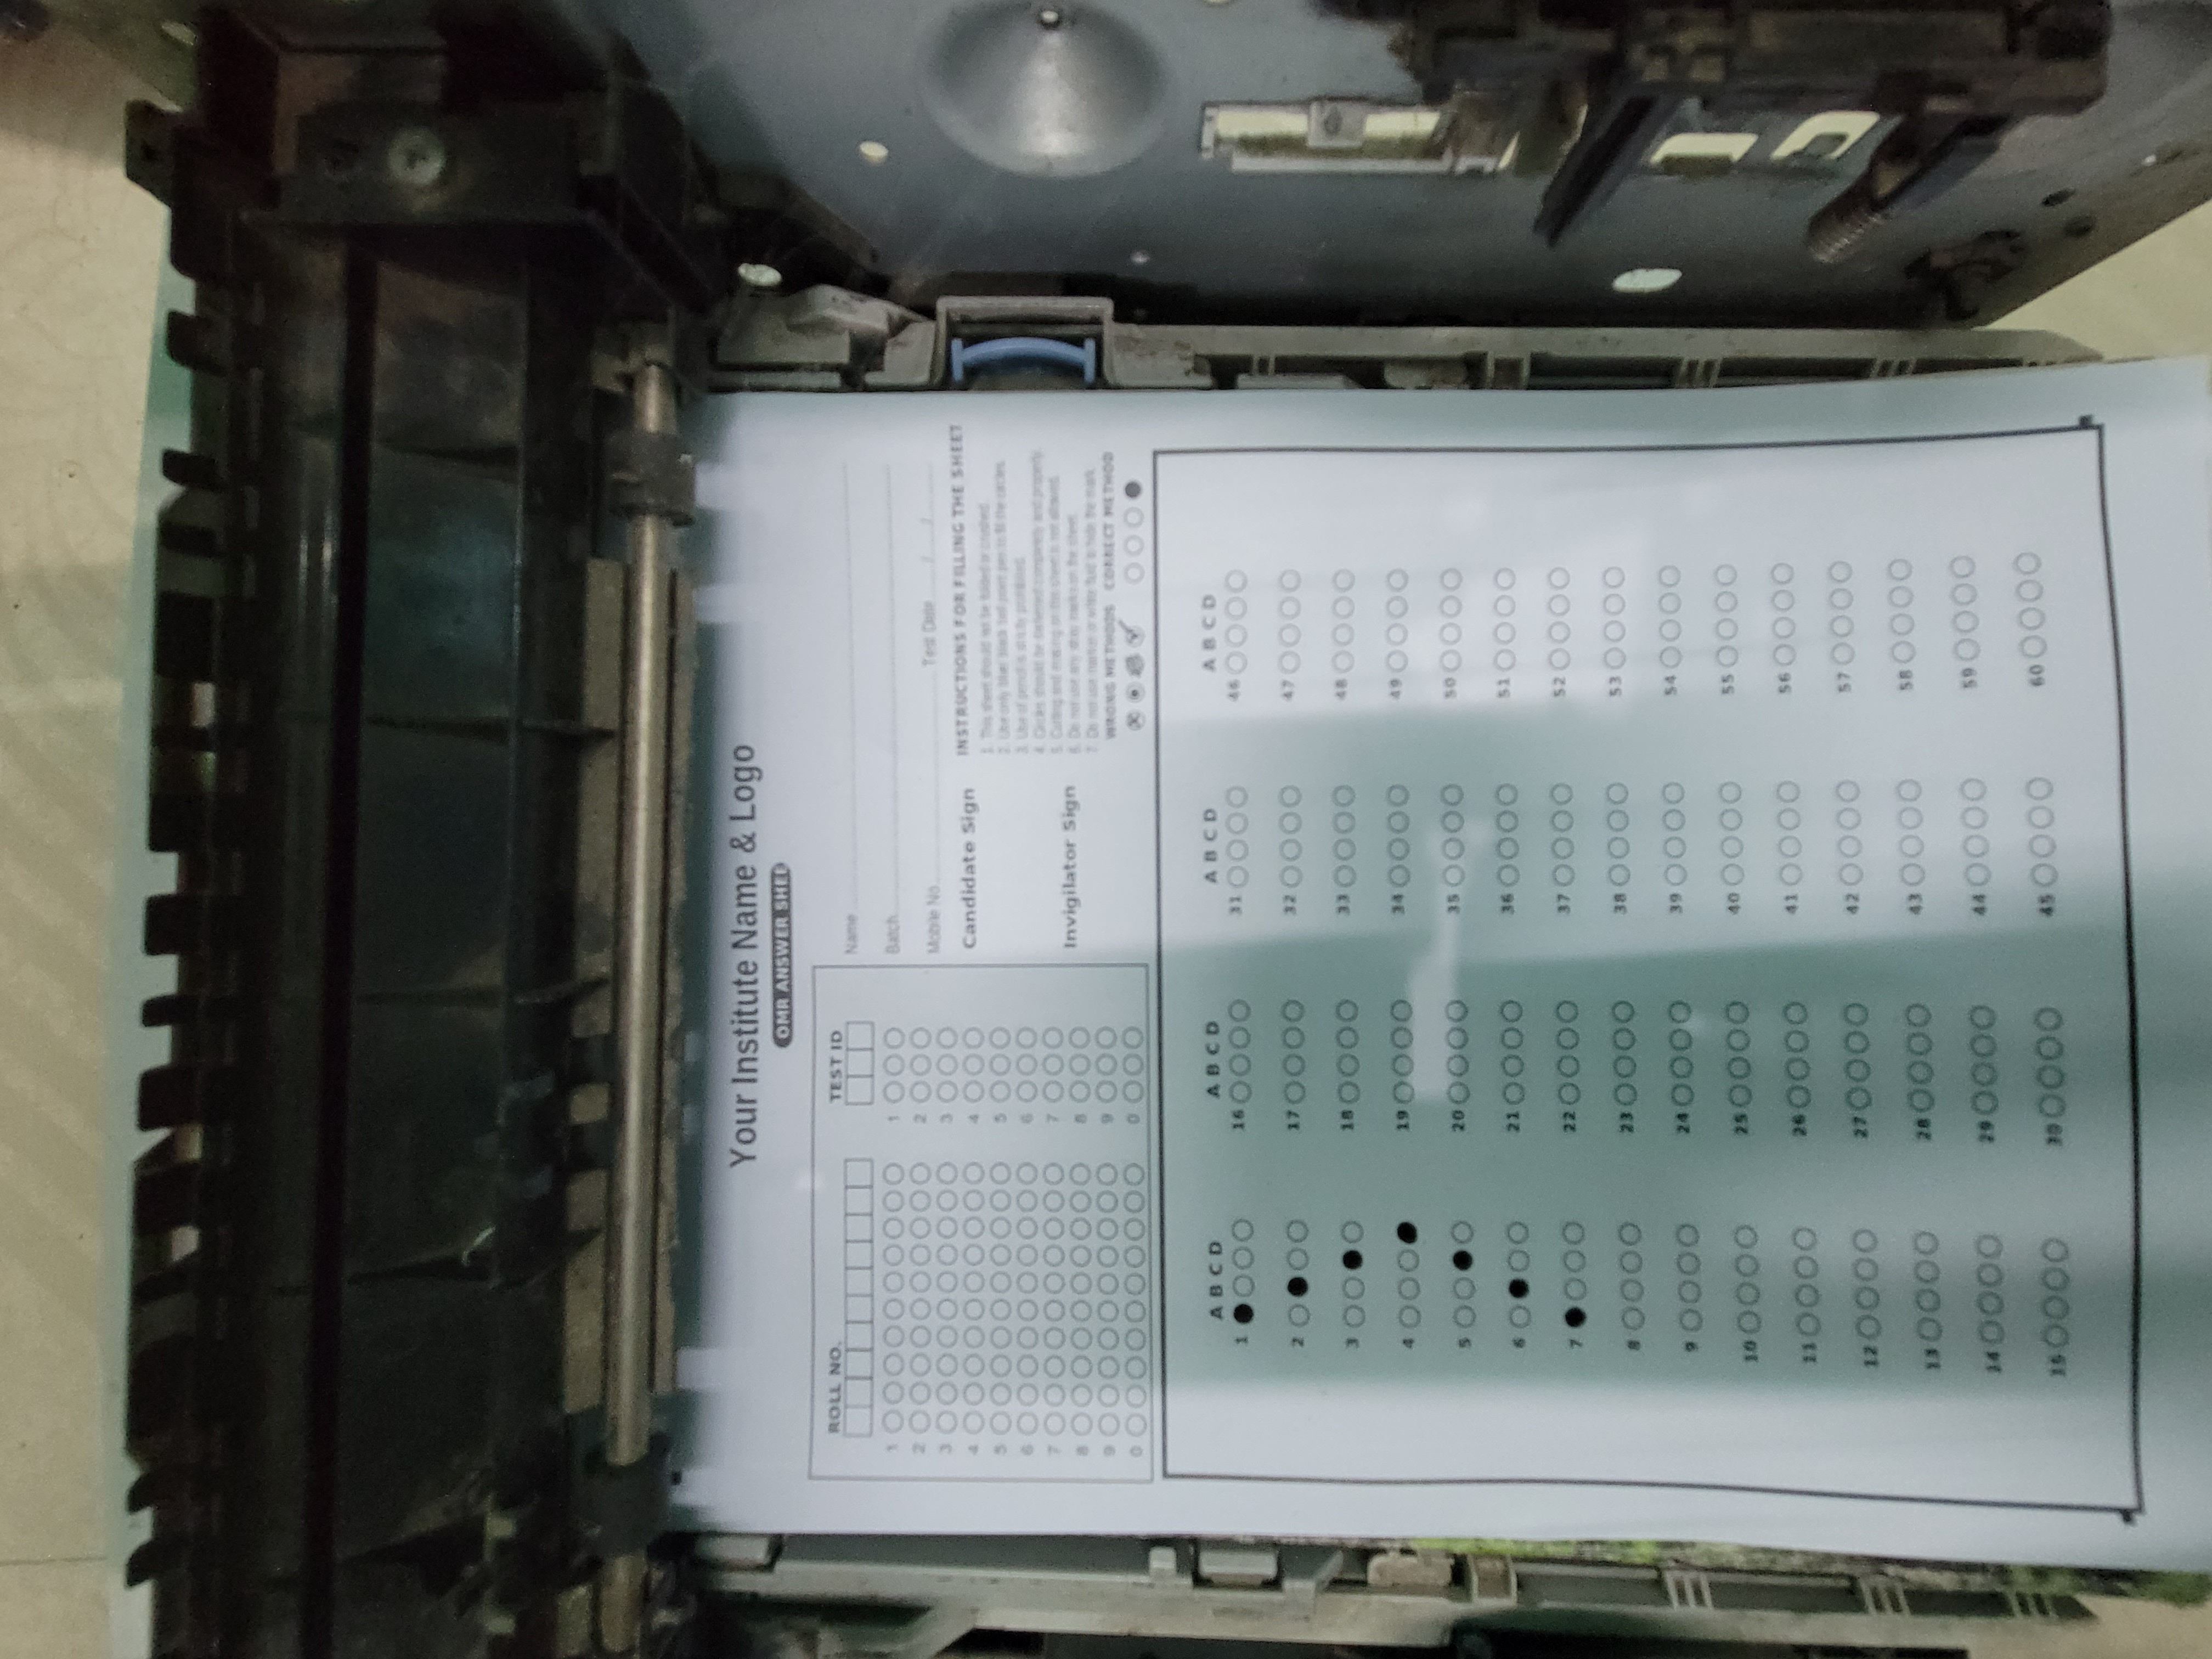 Your Institute Name & Logo
OMR ANSWER SHEE
ROLL NO. TEST ID
1 1
2 2
3 3
4 4
5 5
6 6
7 7
8 8
9 9
0 0
Name
Batch
Mobile No. Test Date / /
Candidate Sign
Invigilator Sign
INSTRUCTIONS FOR FILLING THE SHEET
1. This sheet should not be folded or crushed.
2. Use only blue/ black ball point pen to fill the circles.
3. Use of pencil is strictly prohibited.
4. Circles should be darkened completely and properly.
5. Cutting and erasing on this sheet is not allowed.
6. Do not use any stray marks on the sheet.
7. Do not use marker or white fluid to hide the mark.
WRONG METHODS CORRECT METHOD
A B C D A B C D A B C D A B C D
1 16 31 46
2 17 32 47
3 18 33 48
4 19 34 49
5 20 35 50
6 21 36 51
7 22 37 52
8 23 38 53
9 24 39 54
10 25 40 55
11 26 41 56
12 27 42 57
13 28 43 58
14 29 44 59
15 30 45 60